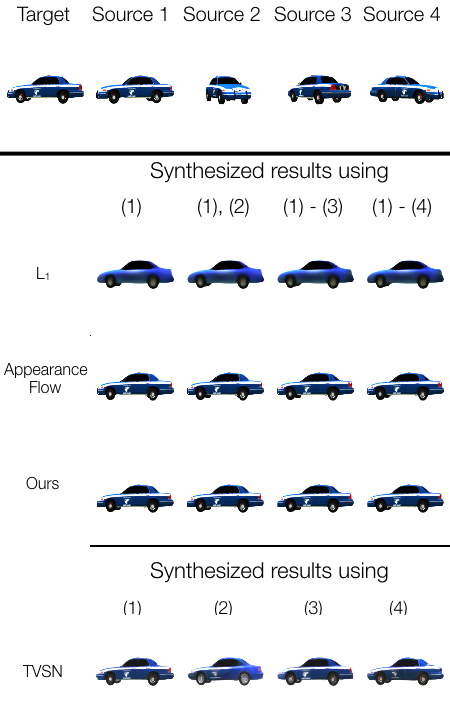 Target Source 1 Source 2 Source 3 Source 4
Synthesized results using
(1) (1), (2) (1) - (3) (1) - (4)
L₁
Appearance
Flow
Ours
Synthesized results using
(1) (2) (3) (4)
TVSN